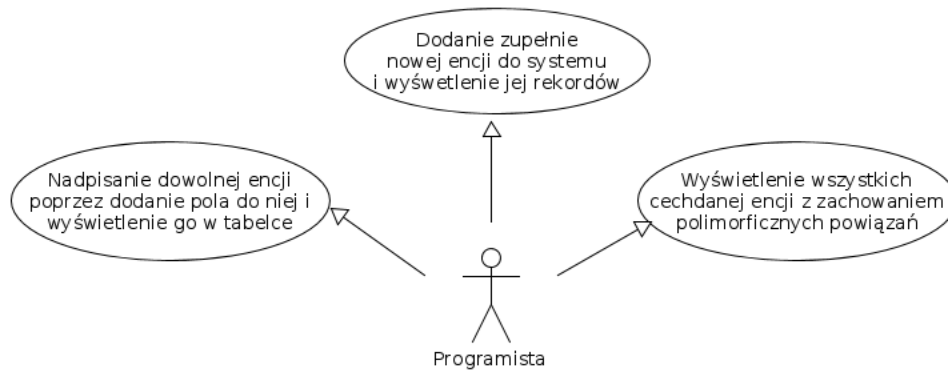 Dodanie zupełnie
nowej encji do systemu
i wyśwetlenie jej rekordów
Nadpisanie dowolnej encji
poprzez dodanie pola do niej i
wyświetlenie go w tabelce
Wyświetlenie wszystkich
cechdanej encji z zachowaniem
polimorficznych powiązań
Programista